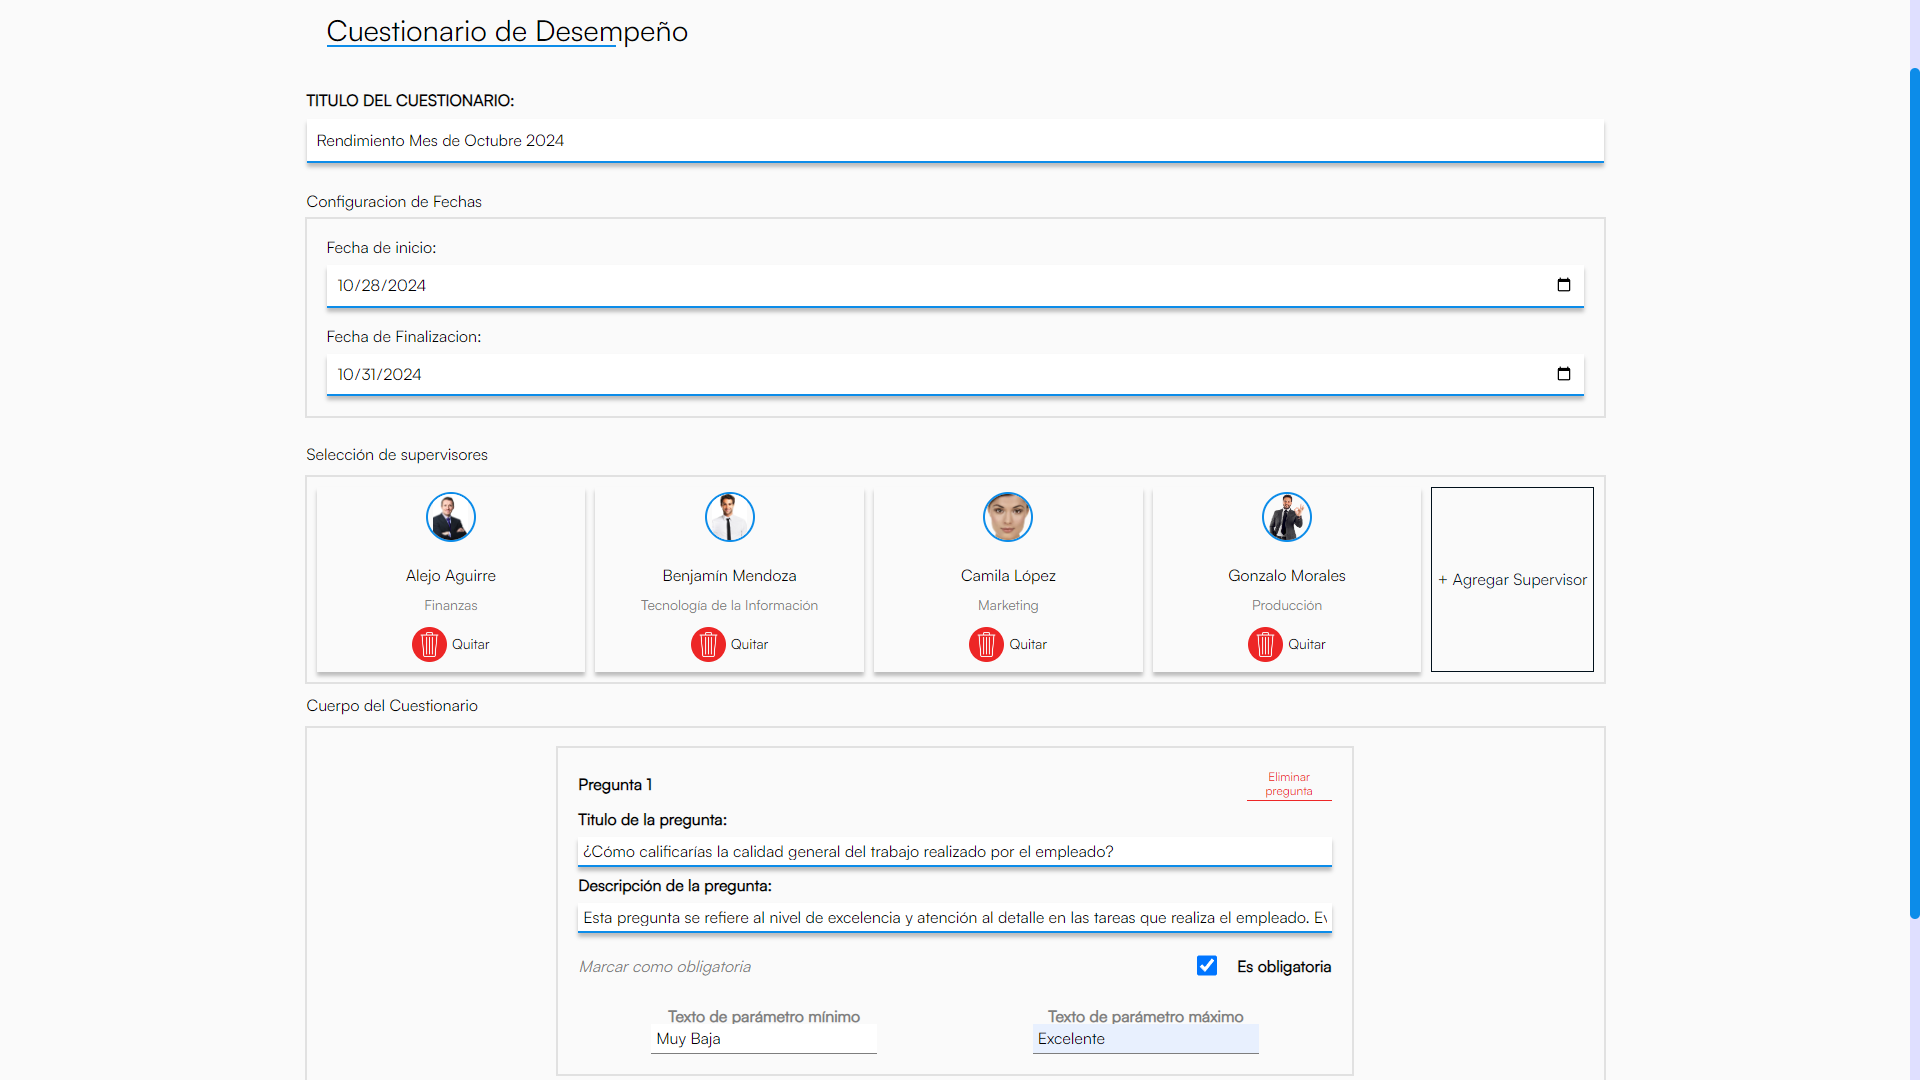 Cuestionario de Desempeño
TITULO DEL CUESTIONARIO:
Rendimiento Mes de Octubre 2024
Configuracion de Fechas
Fecha de inicio:
10/28/2024
Fecha de Finalizacion:
10/31/2024
Selección de supervisores
Alejo Aguirre
Finanzas
Quitar
Benjamín Mendoza
Tecnología de la Información
Quitar
Camila López
Marketing
Quitar
Gonzalo Morales
Producción
Quitar
+ Agregar Supervisor
Cuerpo del Cuestionario
Pregunta 1
Eliminar
pregunta
Titulo de la pregunta:
¿Cómo calificarías la calidad general del trabajo realizado por el empleado?
Descripción de la pregunta:
Esta pregunta se refiere al nivel de excelencia y atención al detalle en las tareas que realiza el empleado.
Marcar como obligatoria
Es obligatoria
Texto de parámetro mínimo
Muy Baja
Texto de parámetro máximo
Excelente